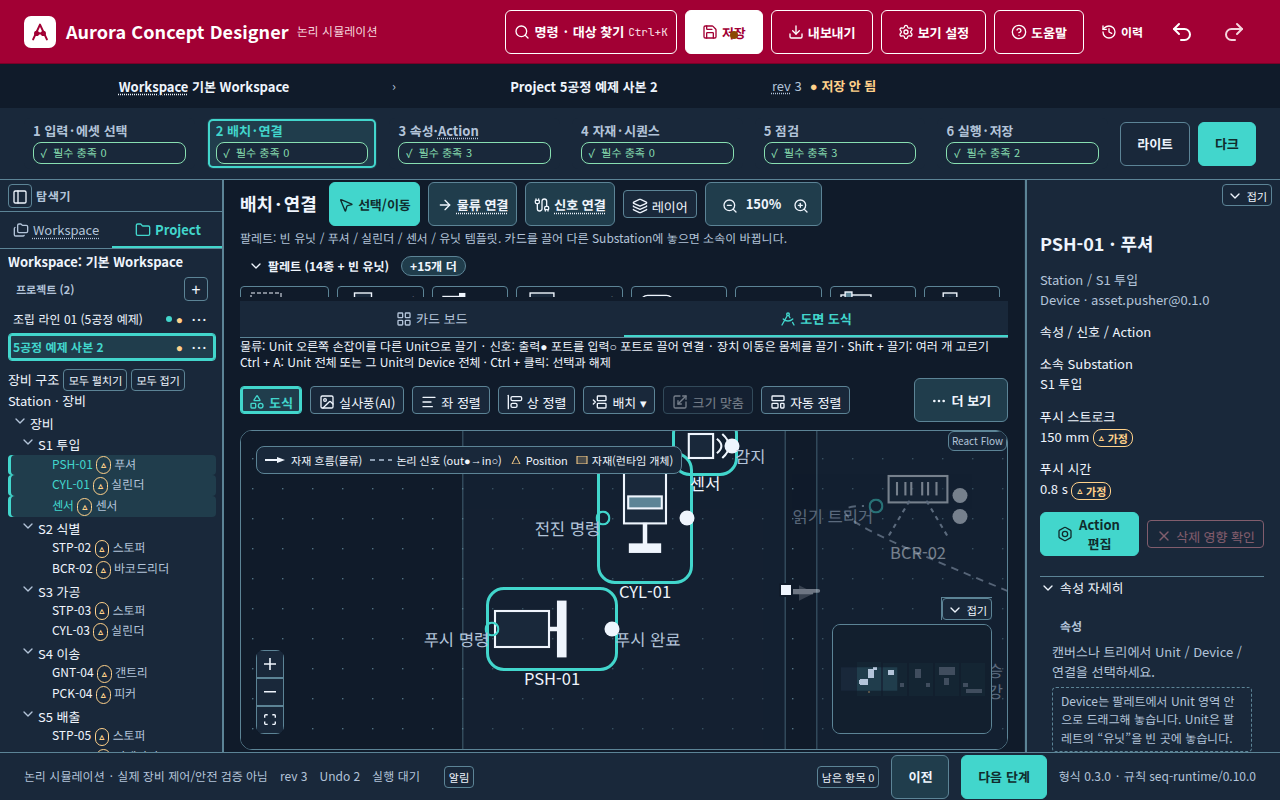 Aurora Concept Designer 논리 시뮬레이션
명령 · 대상 찾기 Ctrl+K
저장
내보내기
보기 설정
도움말
이력
Workspace 기본 Workspace
›
Project 5공정 예제 사본 2
rev 3 ● 저장 안 됨
1 입력·에셋 선택
✓ 필수 충족 0
2 배치·연결
✓ 필수 충족 0
3 속성·Action
✓ 필수 충족 3
4 자재·시퀀스
✓ 필수 충족 0
5 점검
✓ 필수 충족 3
6 실행·저장
✓ 필수 충족 2
라이트
다크
탐색기
Workspace
Project
Workspace: 기본 Workspace
프로젝트 (2)
+
조립 라인 01 (5공정 예제) ● ● ···
5공정 예제 사본 2 ● ···
장비 구조 모두 펼치기 모두 접기
Station · 장비
장비
S1 투입
PSH-01 푸셔
CYL-01 실린더
센서 센서
S2 식별
STP-02 스토퍼
BCR-02 바코드리더
S3 가공
STP-03 스토퍼
CYL-03 실린더
S4 이송
GNT-04 갠트리
PCK-04 피커
S5 배출
STP-05 스토퍼
배치·연결
선택/이동
물류 연결
신호 연결
레이어
150%
팔레트: 빈 유닛 / 푸셔 / 실린더 / 센서 / 유닛 템플릿. 카드를 끌어 다른 Substation에 놓으면 소속이 바뀝니다.
팔레트 (14종 + 빈 유닛) +15개 더
카드 보드
도면 도식
물류: Unit 오른쪽 손잡이를 다른 Unit으로 끌기 · 신호: 출력● 포트를 입력○ 포트로 끌어 연결 · 장치 이동은 몸체를 끌기 · Shift + 끌기: 여러 개 고르기
Ctrl + A: Unit 전체 또는 그 Unit의 Device 전체 · Ctrl + 클릭: 선택과 해제
도식
실사풍(AI)
좌 정렬
상 정렬
배치 ▾
크기 맞춤
자동 정렬
··· 더 보기
자재 흐름(물류) 논리 신호 (out●→in○) △ Position 자재(런타임 개체)
React Flow
감지
센서
전진 명령
CYL-01
읽기 트리거
BCR-02
푸시 명령
푸시 완료
PSH-01
접기
승
강
접기
PSH-01 · 푸셔
Station / S1 투입
Device · asset.pusher@0.1.0
속성 / 신호 / Action
소속 Substation
S1 투입
푸시 스트로크
150 mm △ 가정
푸시 시간
0.8 s △ 가정
Action
편집
삭제 영향 확인
속성 자세히
속성
캔버스나 트리에서 Unit / Device /
연결을 선택하세요.
Device는 팔레트에서 Unit 영역 안
으로 드래그해 놓습니다. Unit은 팔
레트의 “유닛”을 빈 곳에 놓습니다.
논리 시뮬레이션 · 실제 장비 제어/안전 검증 아님 rev 3 Undo 2 실행 대기
알림
남은 항목 0
이전
다음 단계
형식 0.3.0 · 규칙 seq-runtime/0.10.0